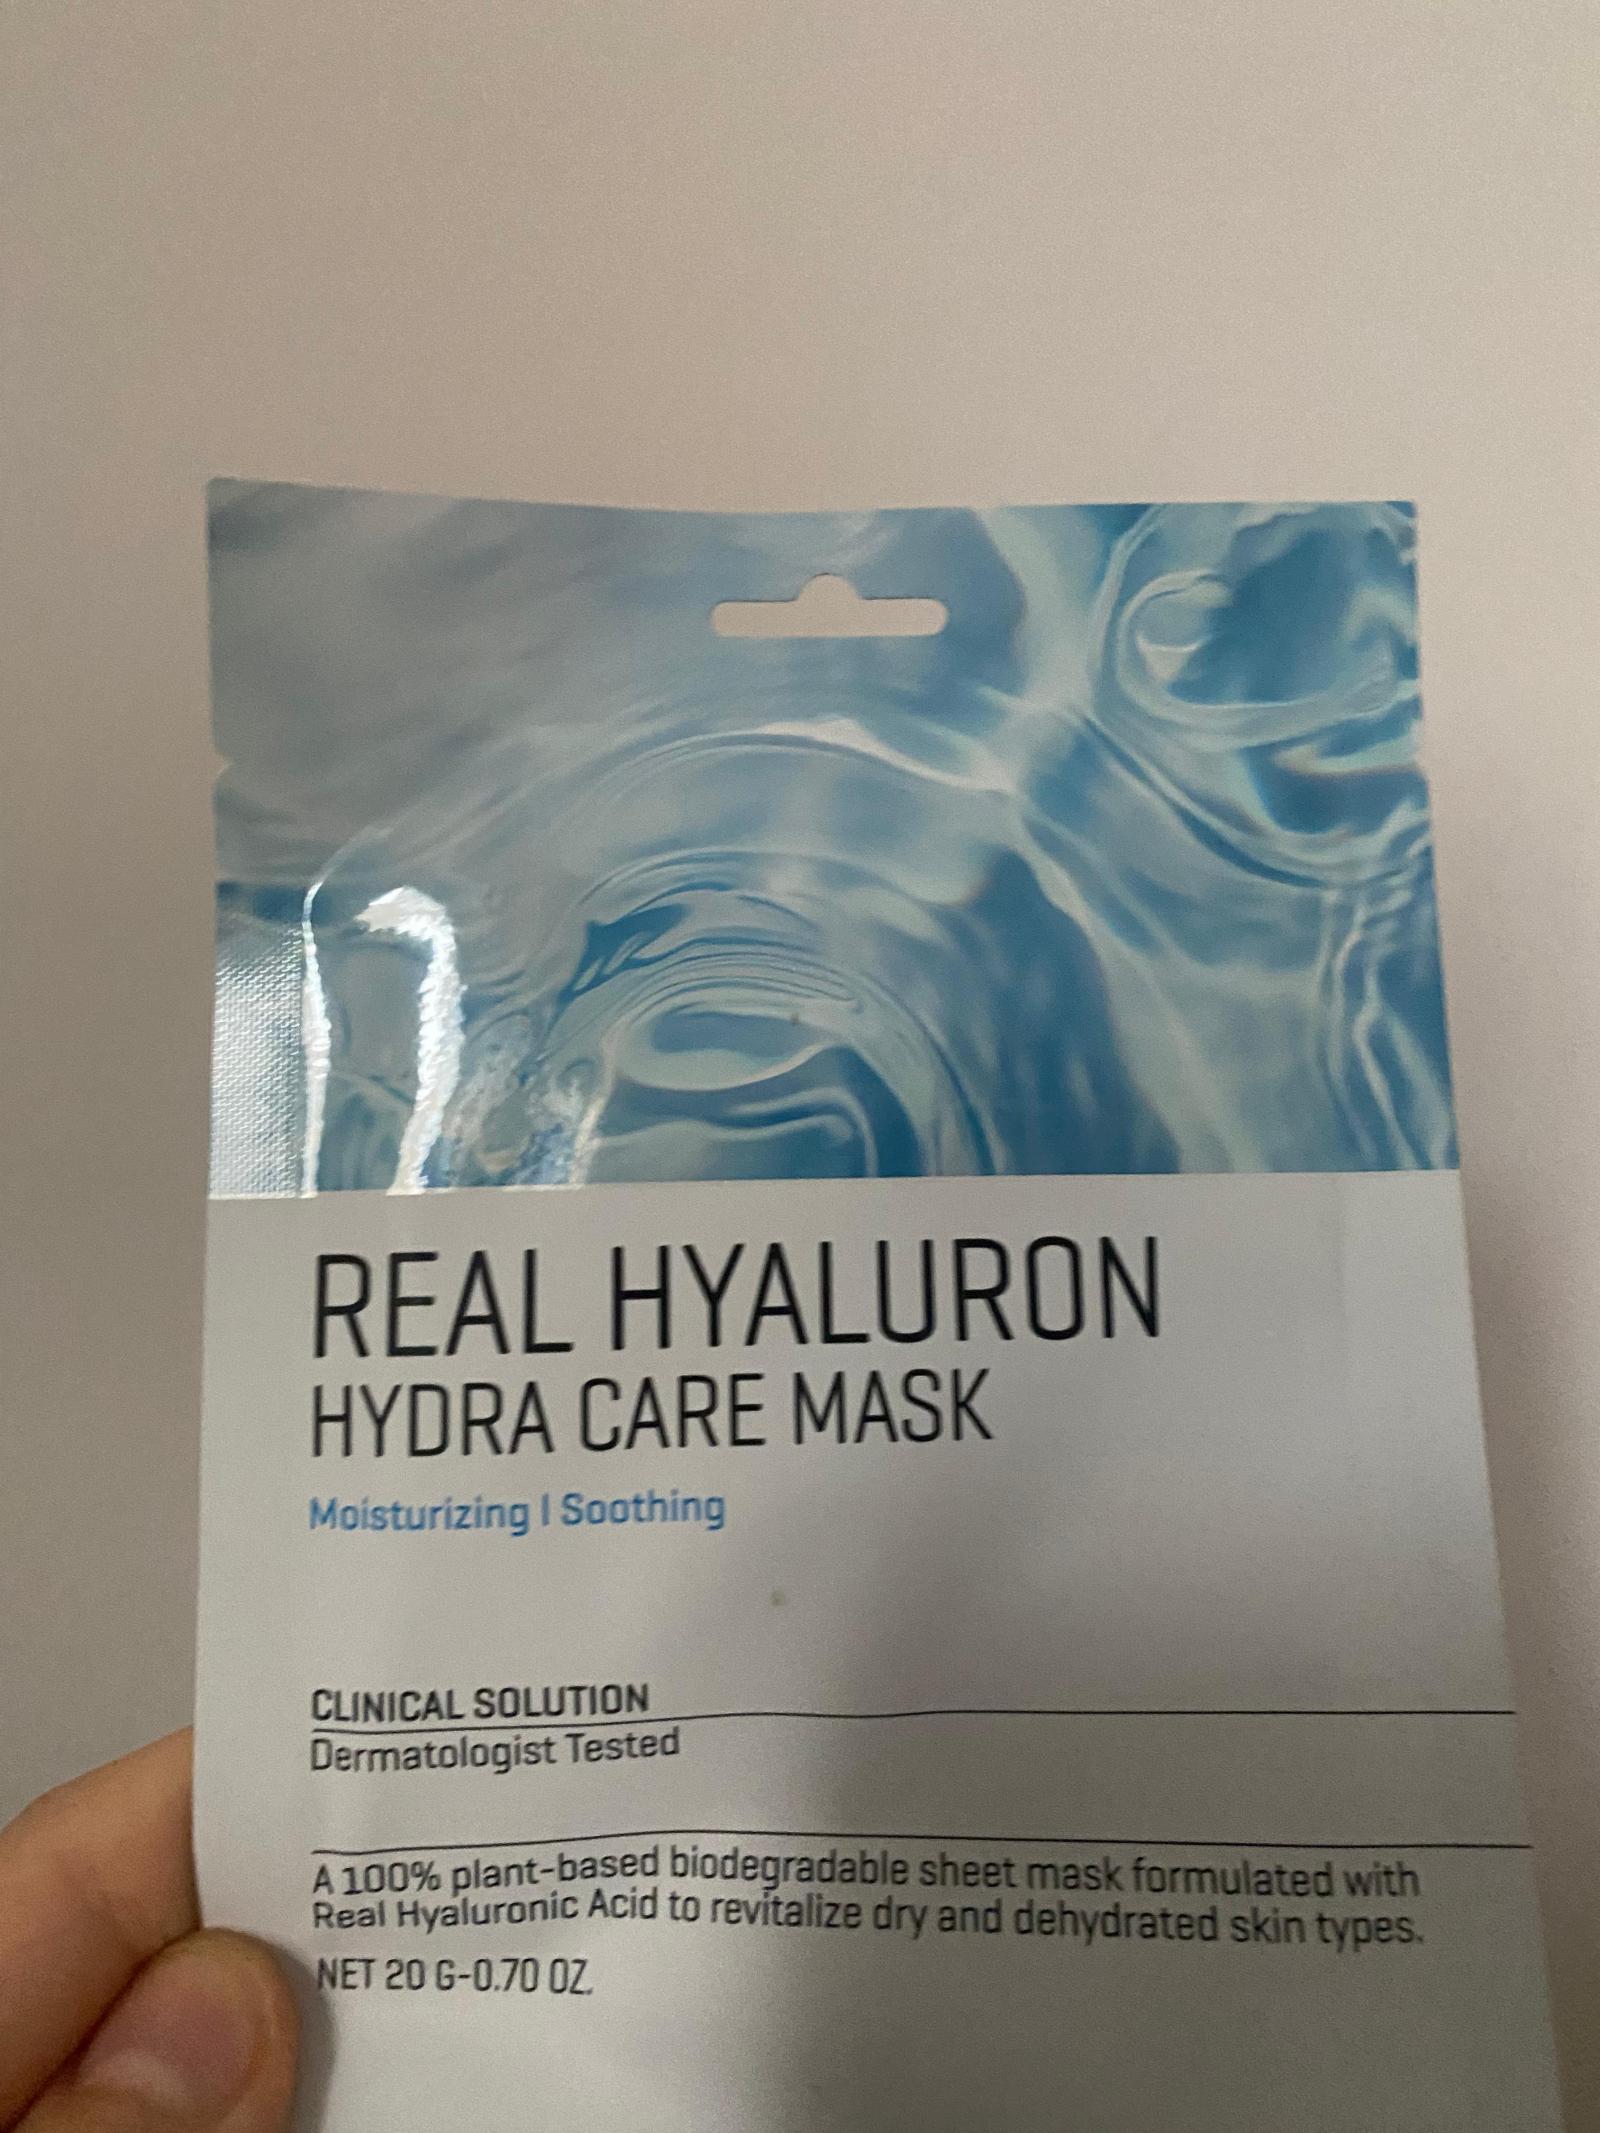 REAL HYALURON
HYDRA CARE MASK
Moisturizing | Soothing
CLINICAL SOLUTION
Dermatologist Tested
A 100% plant-based biodegradable sheet mask formulated with
Real Hyaluronic Acid to revitalize dry and dehydrated skin types.
NET 20 G-0.70 OZ.